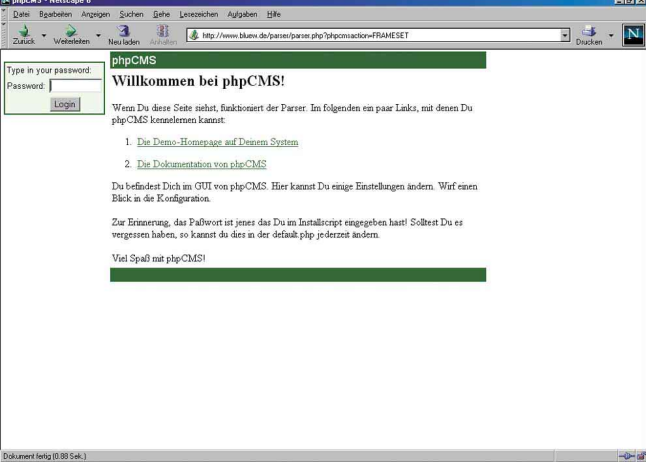 phpCMS - Netscape 6
Datei Bearbeiten Anzeigen Suchen Gehe Lesezeichen Aufgaben Hilfe
Zurück Weiterleiten Neu laden Anhalten http://www.bluew.de/parser/parser.php?phpcmsaction=FRAMESET Drucken N
Type in your password:
Password:
Login
phpCMS
Willkommen bei phpCMS!
Wenn Du diese Seite siehst, funktioniert der Parser. Im folgenden ein paar Links, mit denen Du
phpCMS kennelernen kannst:
1. Die Demo-Homepage auf Deinem System
2. Die Dokumentation von phpCMS
Du befindest Dich im GUI von phpCMS. Hier kannst Du einige Einstellungen ändern. Wirf einen
Blick in die Konfiguration.
Zur Erinnerung, das Paßwort ist jenes das Du im Installscript eingegeben hast! Solltest Du es
vergessen haben, so kannst du dies in der default.php jederzeit ändern.
Viel Spaß mit phpCMS!
Dokument fertig (0.88 Sek.)